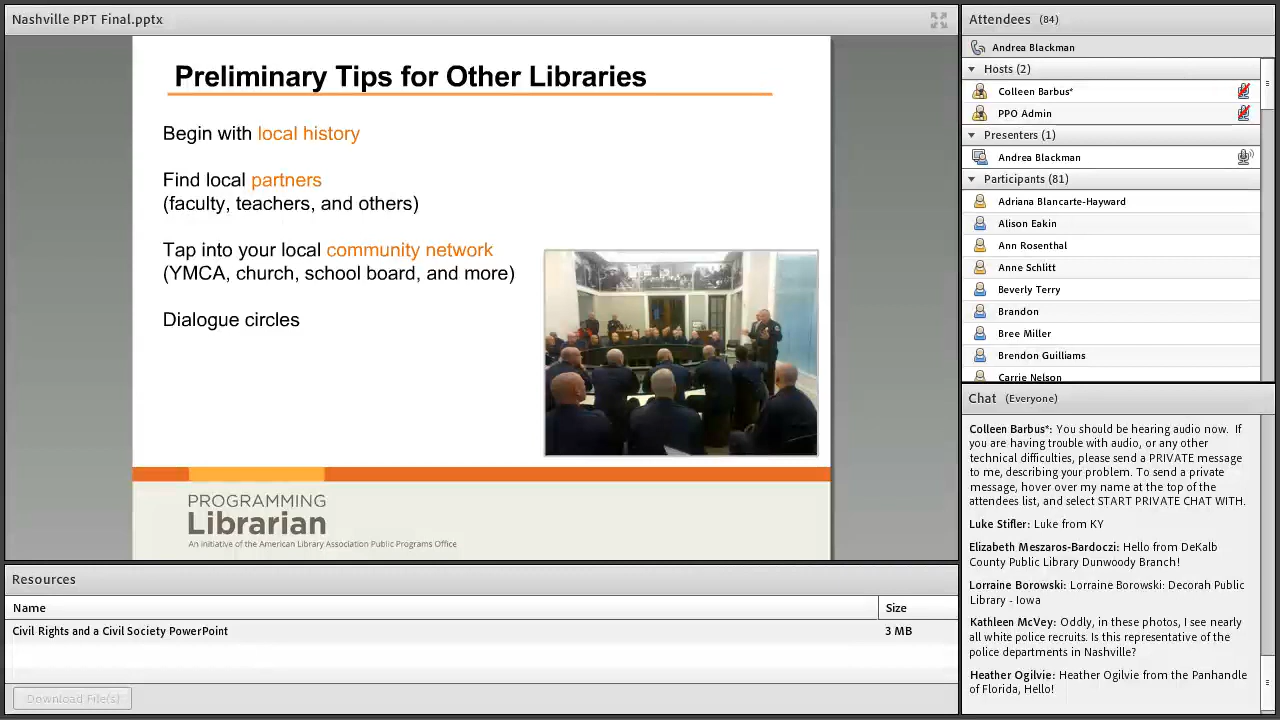 Nashville PPT Final.pptx
Preliminary Tips for Other Libraries
Begin with local history
Find local partners
(faculty, teachers, and others)
Tap into your local community network
(YMCA, church, school board, and more)
Dialogue circles
PROGRAMMING
Librarian
An initiative of the American Library Association Public Programs Office
Resources
Name Size
Civil Rights and a Civil Society PowerPoint 3 MB
Download File(s)
Attendees (84)
Andrea Blackman
Hosts (2)
Colleen Barbus*
PPO Admin
Presenters (1)
Andrea Blackman
Participants (81)
Adriana Blancarte-Hayward
Alison Eakin
Ann Rosenthal
Anne Schlitt
Beverly Terry
Brandon
Bree Miller
Brendon Guilliams
Carrie Nelson
Chat (Everyone)
Colleen Barbus*: You should be hearing audio now. If
you are having trouble with audio, or any other
technical difficulties, please send a PRIVATE message
to me, describing your problem. To send a private
message, hover over my name at the top of the
attendees list, and select START PRIVATE CHAT WITH.
Luke Stifler: Luke from KY
Elizabeth Meszaros-Bardoczi: Hello from DeKalb
County Public Library Dunwoody Branch!
Lorraine Borowski: Lorraine Borowski: Decorah Public
Library - Iowa
Kathleen McVey: Oddly, in these photos, I see nearly
all white police recruits. Is this representative of the
police departments in Nashville?
Heather Ogilvie: Heather Ogilvie from the Panhandle
of Florida, Hello!